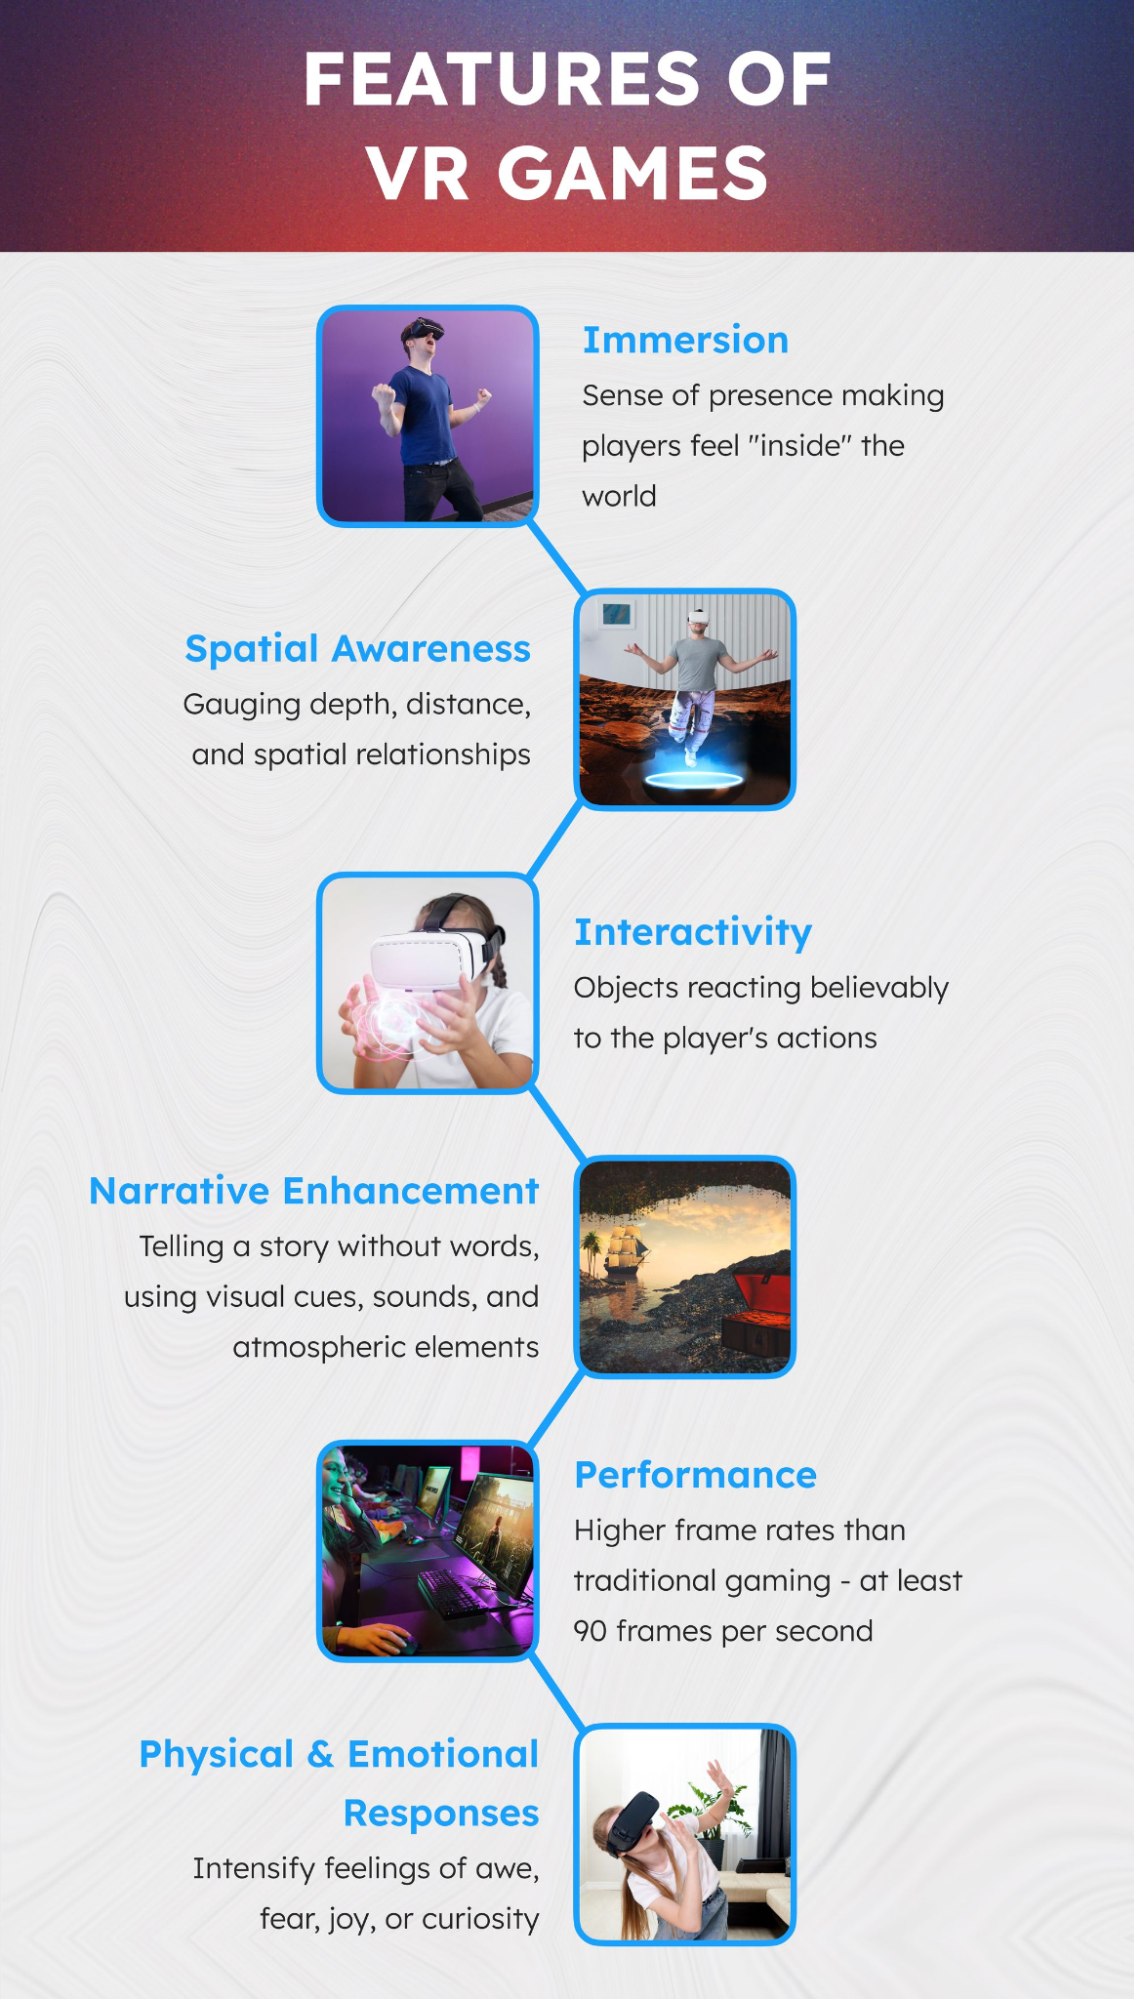 FEATURES OF
VR GAMES
Immersion
Sense of presence making
players feel "inside" the
world
Spatial Awareness
Gauging depth, distance,
and spatial relationships
Interactivity
Objects reacting believably
to the player's actions
Narrative Enhancement
Telling a story without words,
using visual cues, sounds, and
atmospheric elements
Performance
Higher frame rates than
traditional gaming - at least
90 frames per second
Physical & Emotional
Responses
Intensify feelings of awe,
fear, joy, or curiosity